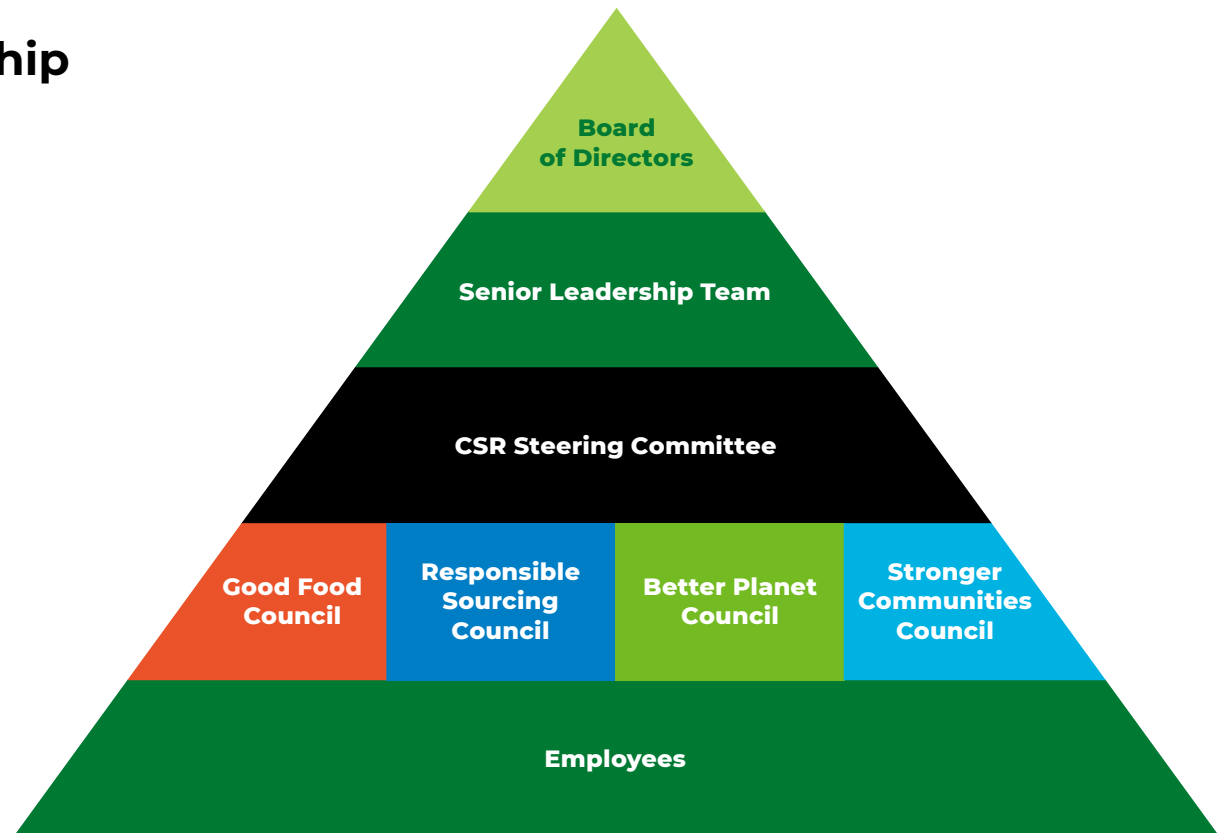 hip
Board
of Directors
Senior Leadership Team
CSR Steering Committee
Good Food
Council
Responsible
Sourcing
Council
Better Planet
Council
Stronger
Communities
Council
Employees